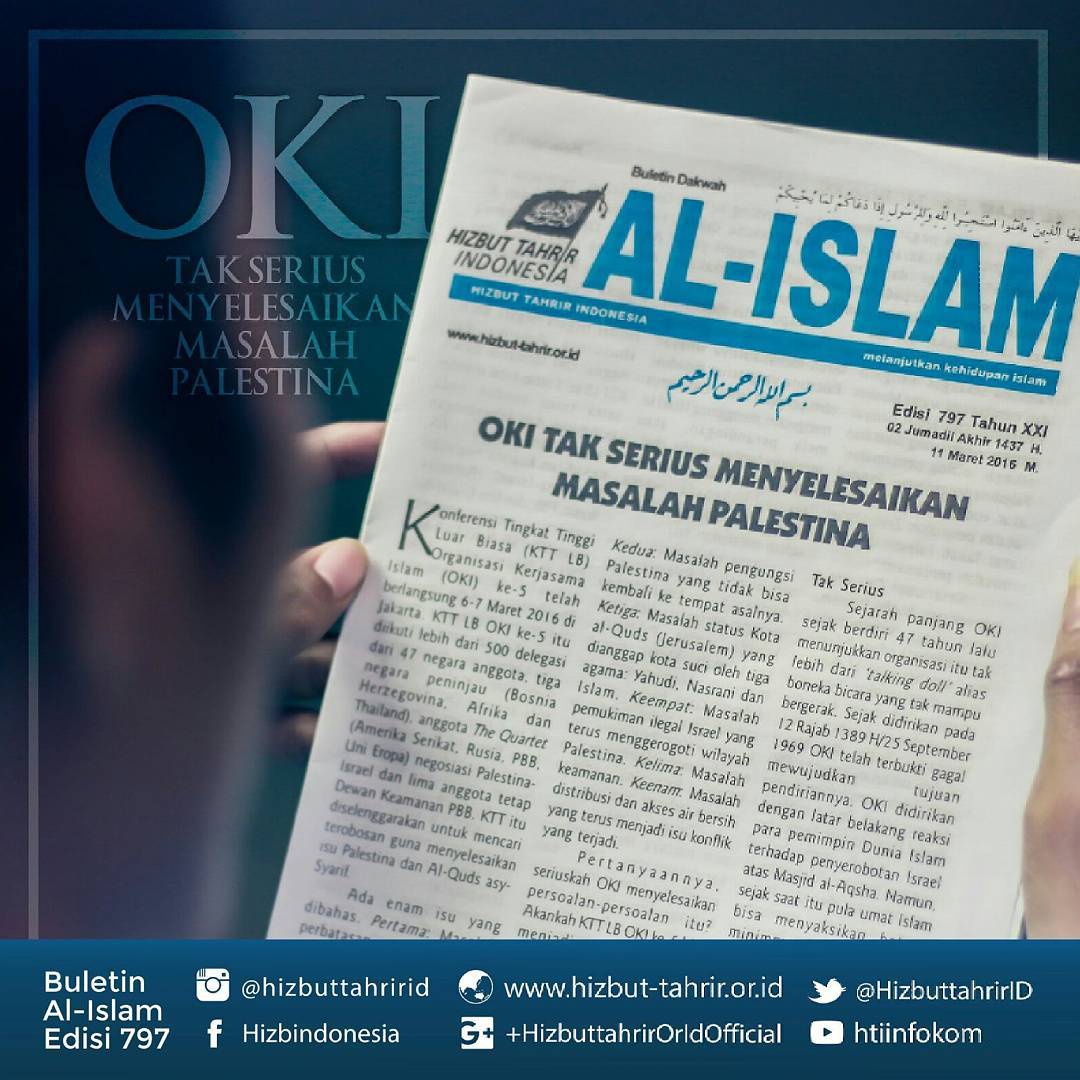 OKI
TAK SERIUS
MENYELESAIKAN
MASALAH
PALESTINA
Buletin Dakwah
HIZBUT TAHRIR
INDONESIA
AL-ISLAM
HIZBUT TAHRIR INDONESIA
melanjutkan kehidupan islam
www.hizbut-tahrir.or.id
بسم الله الرحمن الرحيم
Edisi 797 Tahun XXI
02 Jumadil Akhir 1437 H.
11 Maret 2016 M.
OKI TAK SERIUS MENYELESAIKAN
MASALAH PALESTINA
Konferensi Tingkat Tinggi
Luar Biasa (KTT LB)
Organisasi Kerjasama
Islam (OKI) ke-5 telah
berlangsung 6-7 Maret 2016 di
Jakarta. KTT LB OKI ke-5 itu
diikuti lebih dari 500 delegasi
dari 47 negara anggota, tiga
negara peninjau (Bosnia
Herzegovina, Afrika dan
Thailand), anggota The Quartet
(Amerika Serikat, Rusia, PBB,
Uni Eropa) negosiasi Palestina-
Israel dan lima anggota tetap
Dewan Keamanan PBB. KTT itu
diselenggarakan untuk mencari
terobosan guna menyelesaikan
isu Palestina dan Al-Quds asy-
Syarif.
Ada enam isu yang
dibahas. Pertama:
Kedua: Masalah pengungsi
Palestina yang tidak bisa
kembali ke tempat asalnya.
Ketiga: Masalah status Kota
al-Quds (Jerusalem) yang
dianggap kota suci oleh tiga
agama: Yahudi, Nasrani dan
Islam. Keempat: Masalah
pemukiman ilegal Israel yang
terus menggerogoti wilayah
Palestina. Kelima: Masalah
keamanan. Keenam: Masalah
distribusi dan akses air bersih
yang terus menjadi isu konflik
yang terjadi.
Pertanyaannya,
seriuskah OKI menyelesaikan
persoalan-persoalan itu?
Akankah KTT LB OKI
Tak Serius
Sejarah panjang OKI
sejak berdiri 47 tahun lalu
menunjukkan organisasi itu tak
lebih dari 'talking doll' alias
boneka bicara yang tak mampu
bergerak. Sejak didirikan pada
12 Rajab 1389 H/25 September
1969 OKI telah terbukti gagal
mewujudkan tujuan
pendiriannya. OKI didirikan
dengan latar belakang reaksi
para pemimpin Dunia Islam
terhadap penyerobotan Israel
atas Masjid al-Aqsha. Namun,
sejak saat itu pula umat Islam
bisa menyaksikan
Buletin
Al-Islam
Edisi 797
@hizbuttahririd
www.hizbut-tahrir.or.id
@HizbuttahrirID
Hizbindonesia
+HizbuttahrirOrIdOfficial
htiinfokom